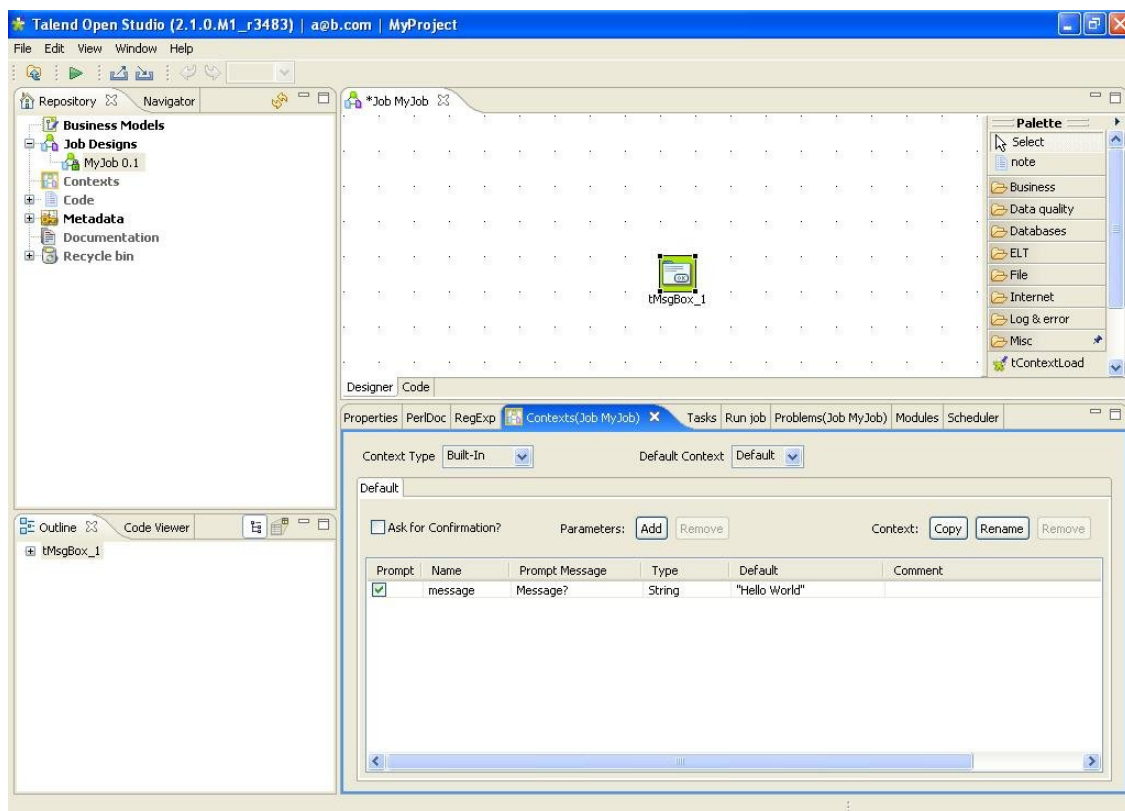 Talend Open Studio (2.1.0.M1_r3483) | a@b.com | MyProject
File Edit View Window Help
Repository Navigator
Business Models
Job Designs
MyJob 0.1
Contexts
Code
Metadata
Documentation
Recycle bin
*Job MyJob
tMsgBox_1
Palette
Select
note
Business
Data quality
Databases
ELT
File
Internet
Log & error
Misc
tContextLoad
Designer Code
Outline Code Viewer
tMsgBox_1
Properties PerlDoc RegExp Contexts(Job MyJob) Tasks Run job Problems(Job MyJob) Modules Scheduler
Context Type Built-In Default Context Default
Default
Ask for Confirmation? Parameters: Add Remove Context: Copy Rename Remove
Prompt Name Prompt Message Type Default Comment
message Message? String "Hello World"